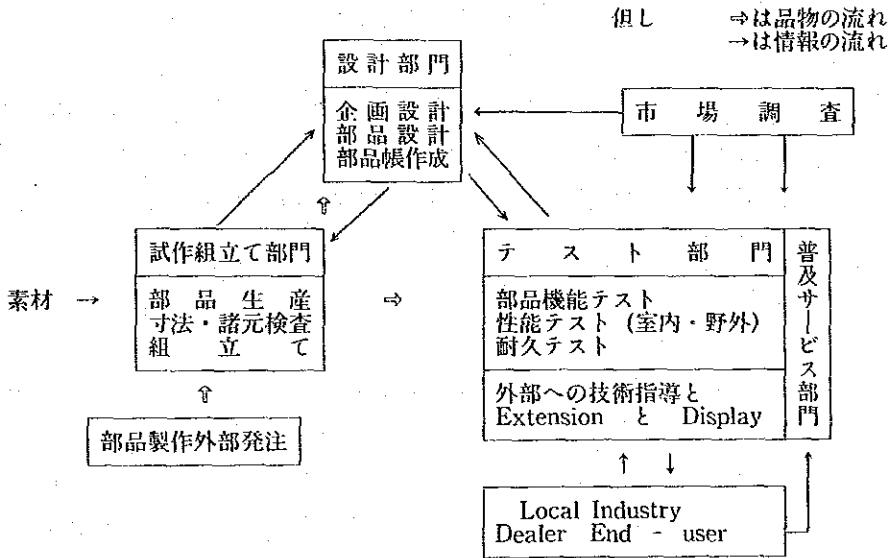 但し ⇨は品物の流れ
→は情報の流れ
設計部門
企画設計
部品設計
部品帳作成
市場調査
試作組立て部門
素材 →
部品生産
寸法・諸元検査
組立て
部品製作外部発注
テスト部門
部品機能テスト
性能テスト (室内・野外)
耐久テスト
外部への技術指導と
Extension と Display
普及サービス部門
Local Industry
Dealer End - user